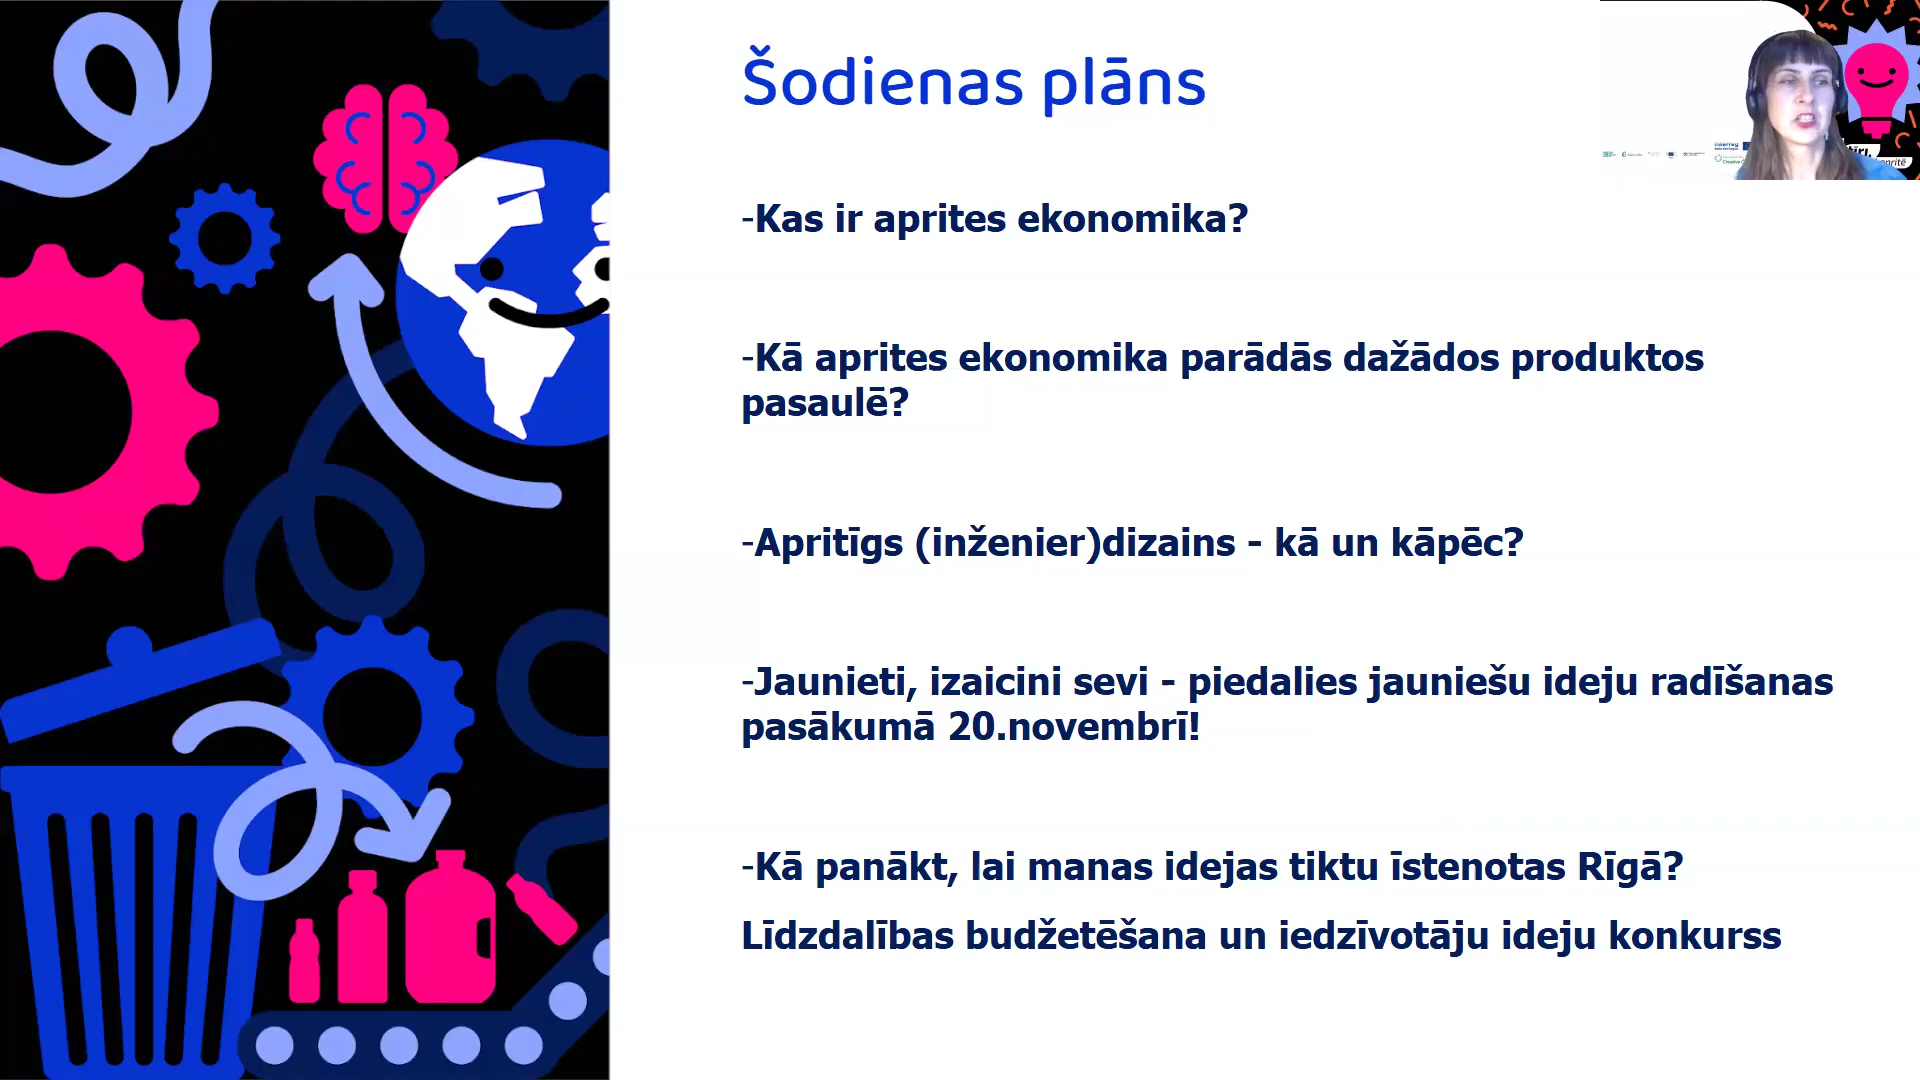 Šodienas plāns
-Kas ir aprites ekonomika?
-Kā aprites ekonomika parādās dažādos produktos
pasaulē?
-Apritīgs (inženier)dizains - kā un kāpēc?
-Jaunieti, izaicini sevi - piedalies jauniešu ideju radīšanas
pasākumā 20.novembrī!
-Kā panākt, lai manas idejas tiktu īstenotas Rīgā?
Līdzdalības budžetēšana un iedzīvotāju ideju konkurss